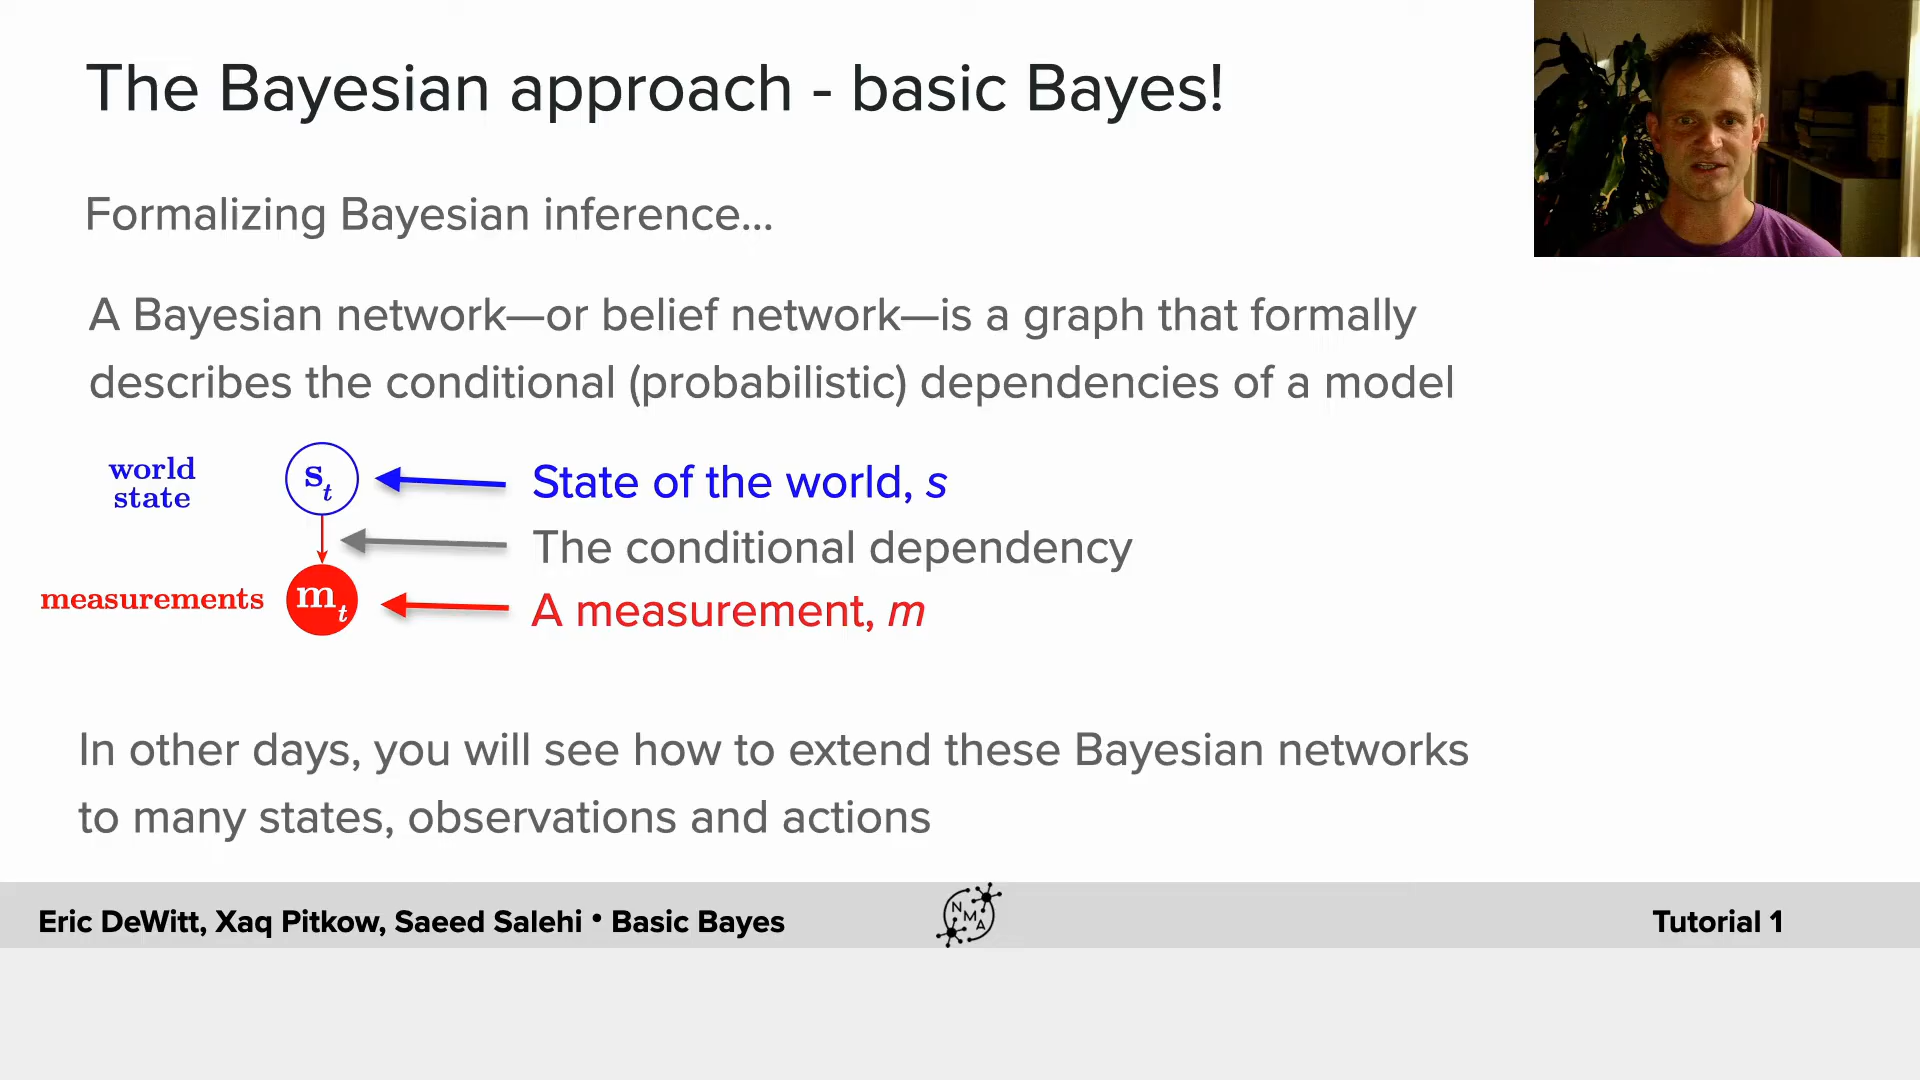 The Bayesian approach - basic Bayes!
Formalizing Bayesian inference...
A Bayesian network—or belief network—is a graph that formally
describes the conditional (probabilistic) dependencies of a model
world
state
s_t
State of the world, s
The conditional dependency
measurements
m_t
A measurement, m
In other days, you will see how to extend these Bayesian networks
to many states, observations and actions
Eric DeWitt, Xaq Pitkow, Saeed Salehi • Basic Bayes
N
M
A
Tutorial 1